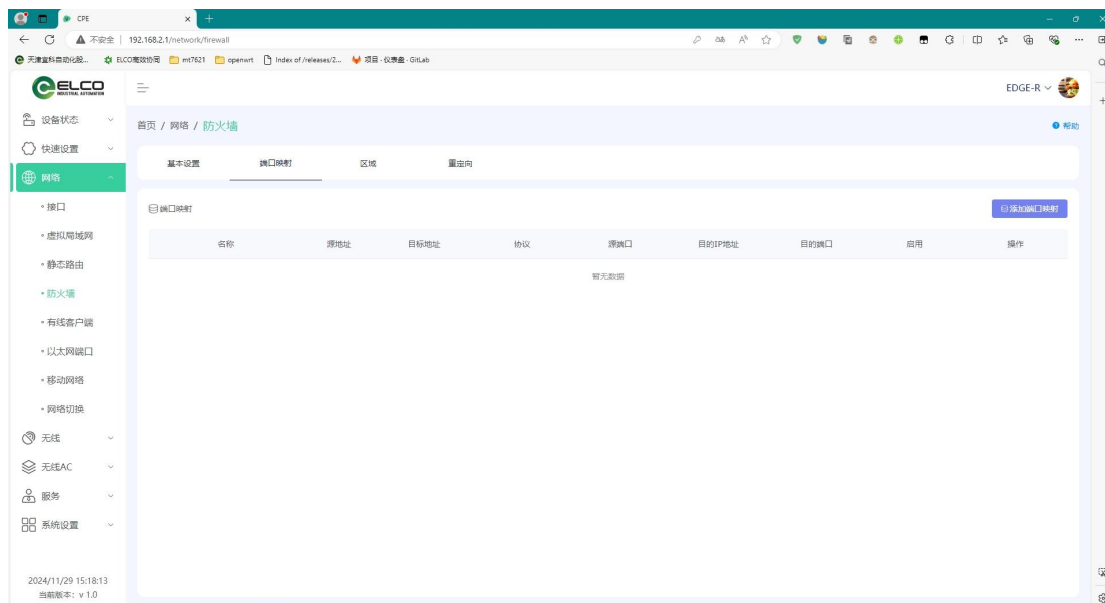 CPE
不安全 192.168.2.1/network/firewall
天津宜科自动化股... ELCO高效协同 mt7621 openwrt Index of /releases/2... 项目 · 仪表盘 · GitLab
ELCO
INDUSTRIAL AUTOMATION
EDGE-R
设备状态
首页 / 网络 / 防火墙
帮助
快速设置
基本设置 端口映射 区域 重定向
网络
接口
端口映射
添加端口映射
虚拟局域网
名称 源地址 目标地址 协议 源端口 目的IP地址 目的端口 启用 操作
静态路由
暂无数据
防火墙
有线客户端
以太网端口
移动网络
网络切换
无线
无线AC
服务
系统设置
2024/11/29 15:18:13
当前版本: v 1.0